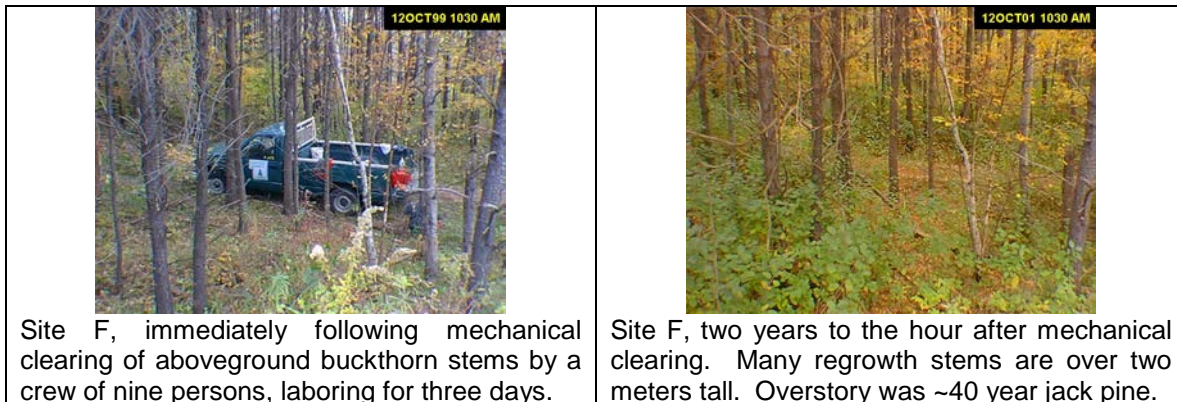 12OCT99 1030 AM
12OCT01 1030 AM
Site F, immediately following mechanical
clearing of aboveground buckthorn stems by a
crew of nine persons, laboring for three days.
Site F, two years to the hour after mechanical
clearing. Many regrowth stems are over two
meters tall. Overstory was ~40 year jack pine.